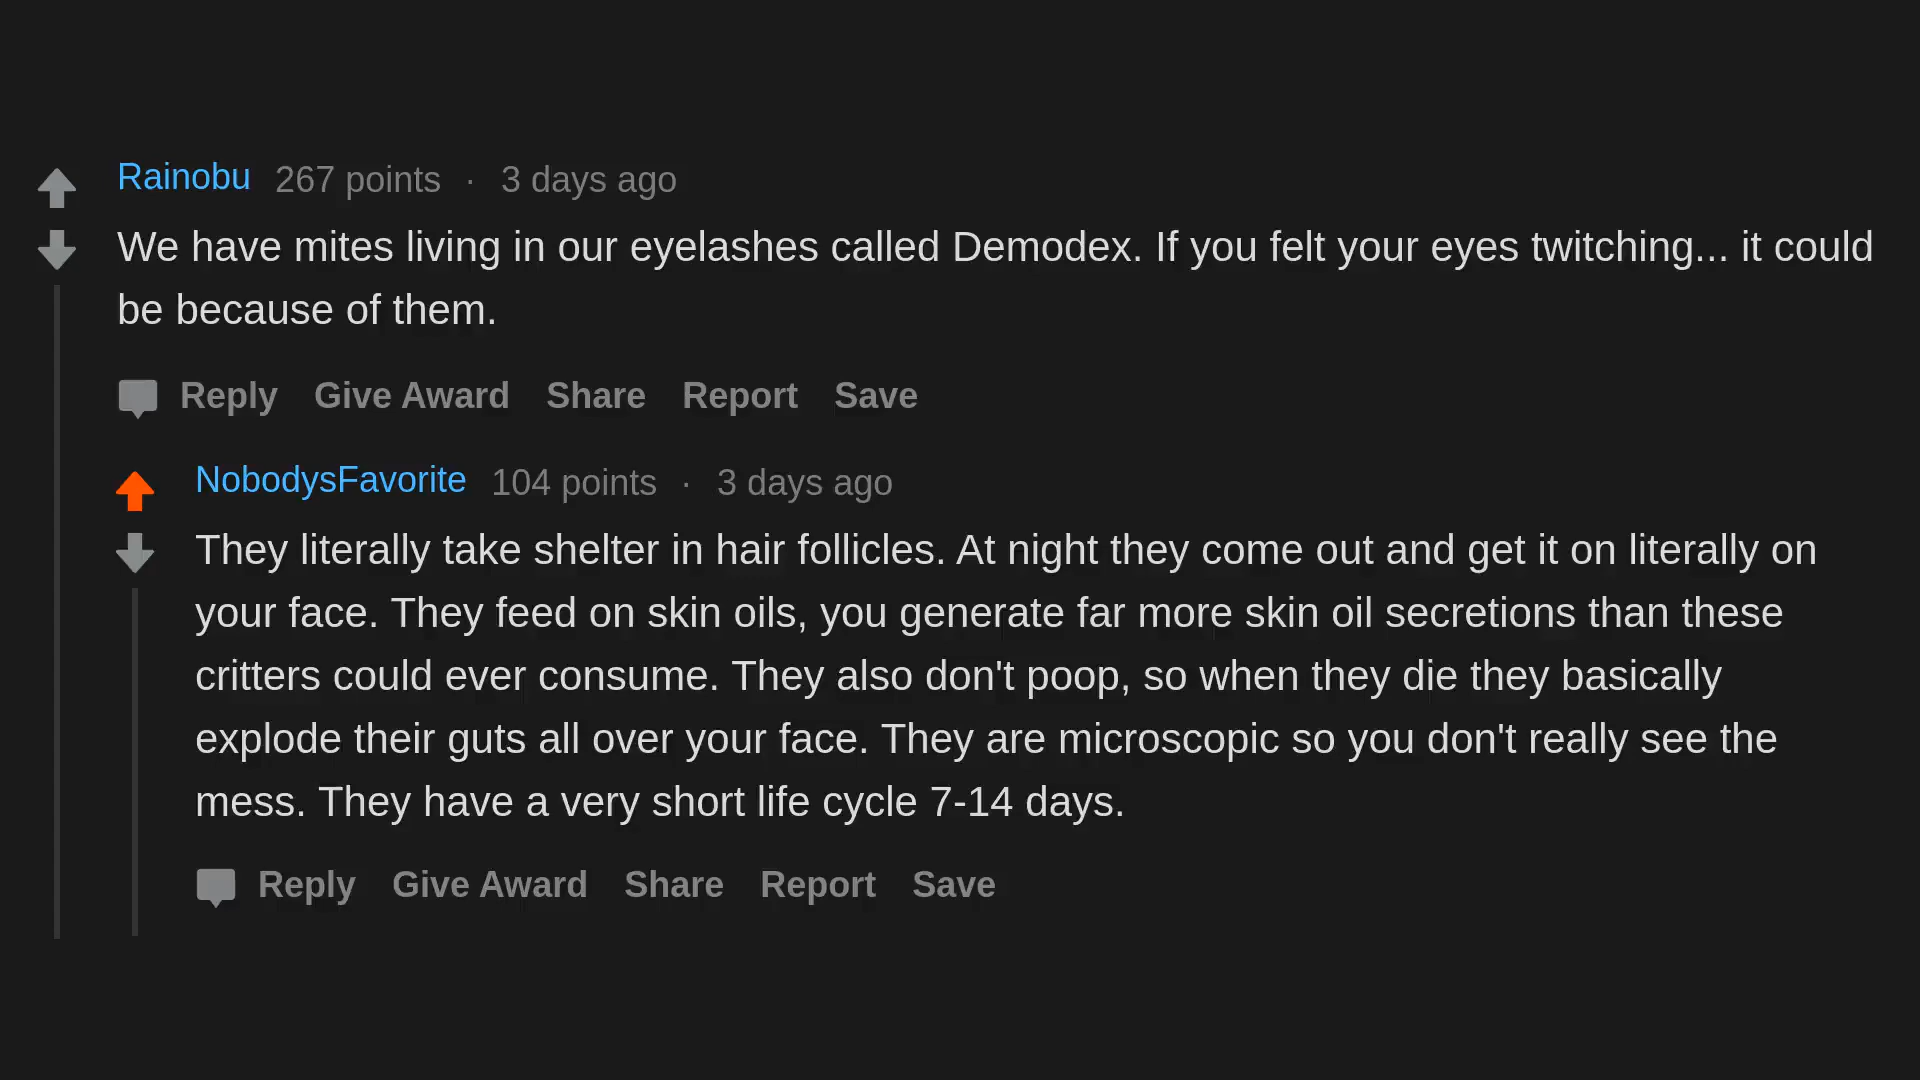 Rainobu 267 points · 3 days ago
We have mites living in our eyelashes called Demodex. If you felt your eyes twitching... it could
be because of them.
Reply Give Award Share Report Save
NobodysFavorite 104 points · 3 days ago
They literally take shelter in hair follicles. At night they come out and get it on literally on
your face. They feed on skin oils, you generate far more skin oil secretions than these
critters could ever consume. They also don't poop, so when they die they basically
explode their guts all over your face. They are microscopic so you don't really see the
mess. They have a very short life cycle 7-14 days.
Reply Give Award Share Report Save